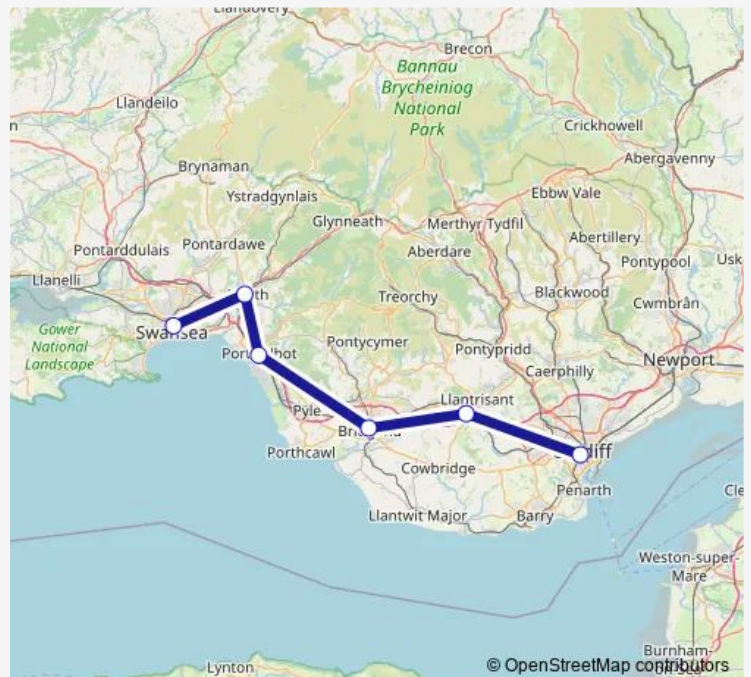 Llandovery
Brecon
Bannau
Brycheiniog
National
Park
Llandeilo
Crickhowell
Abergavenny
Brynaman
Ystradgynlais
Ebbw Vale
Glynneath
Merthyr Tydfil
Abertillery
Pontardawe
Pontarddulais
Aberdare
Pontypool
Usk
Llanelli
Treorchy
Blackwood
Cwmbrân
Swansea
Gower
National
Landscape
Pontycymer
Pontypridd
Newport
Caerphilly
Pyle
Llantrisant
Porthcawl
Cowbridge
Penarth
Llantwit Major
Barry
Weston-super-
Mare
Lynton
Burnham-
© OpenStreetMap contributors